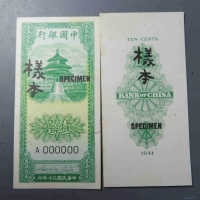 中國銀行
樣本
SPECIMEN
A 000000
TEN CENTS
樣本
BANK OF CHINA
SPECIMEN
1941